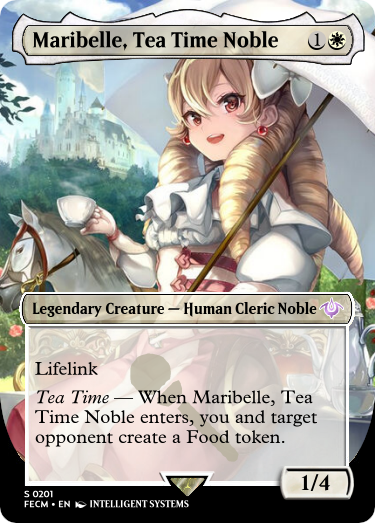 Maribelle, Tea Time Noble 1
Legendary Creature — Human Cleric Noble
Lifelink
Tea Time — When Maribelle, Tea
Time Noble enters, you and target
opponent create a Food token.
1/4
S 0201
FECM • EN INTELLIGENT SYSTEMS